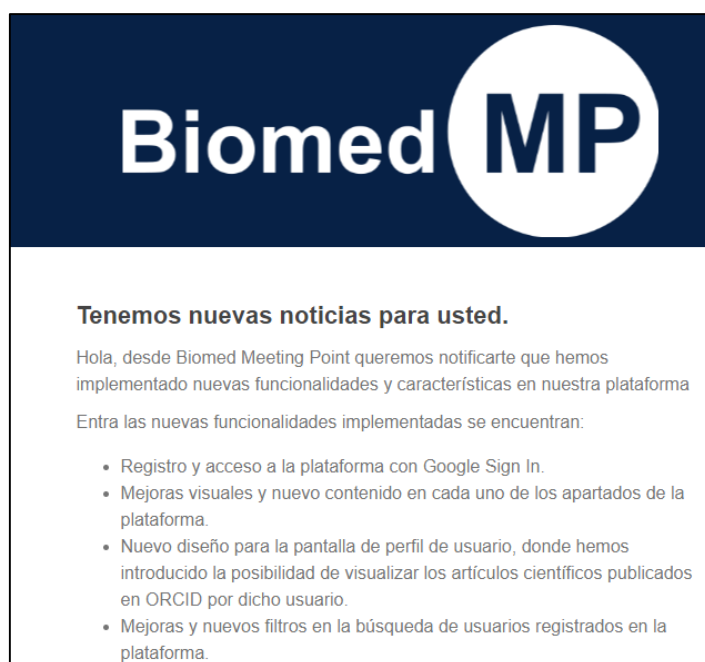 Biomed MP
Tenemos nuevas noticias para usted.
Hola, desde Biomed Meeting Point queremos notificarte que hemos
implementado nuevas funcionalidades y características en nuestra plataforma
Entra las nuevas funcionalidades implementadas se encuentran:
• Registro y acceso a la plataforma con Google Sign In.
• Mejoras visuales y nuevo contenido en cada uno de los apartados de la
plataforma.
• Nuevo diseño para la pantalla de perfil de usuario, donde hemos
introducido la posibilidad de visualizar los artículos científicos publicados
en ORCID por dicho usuario.
• Mejoras y nuevos filtros en la búsqueda de usuarios registrados en la
plataforma.